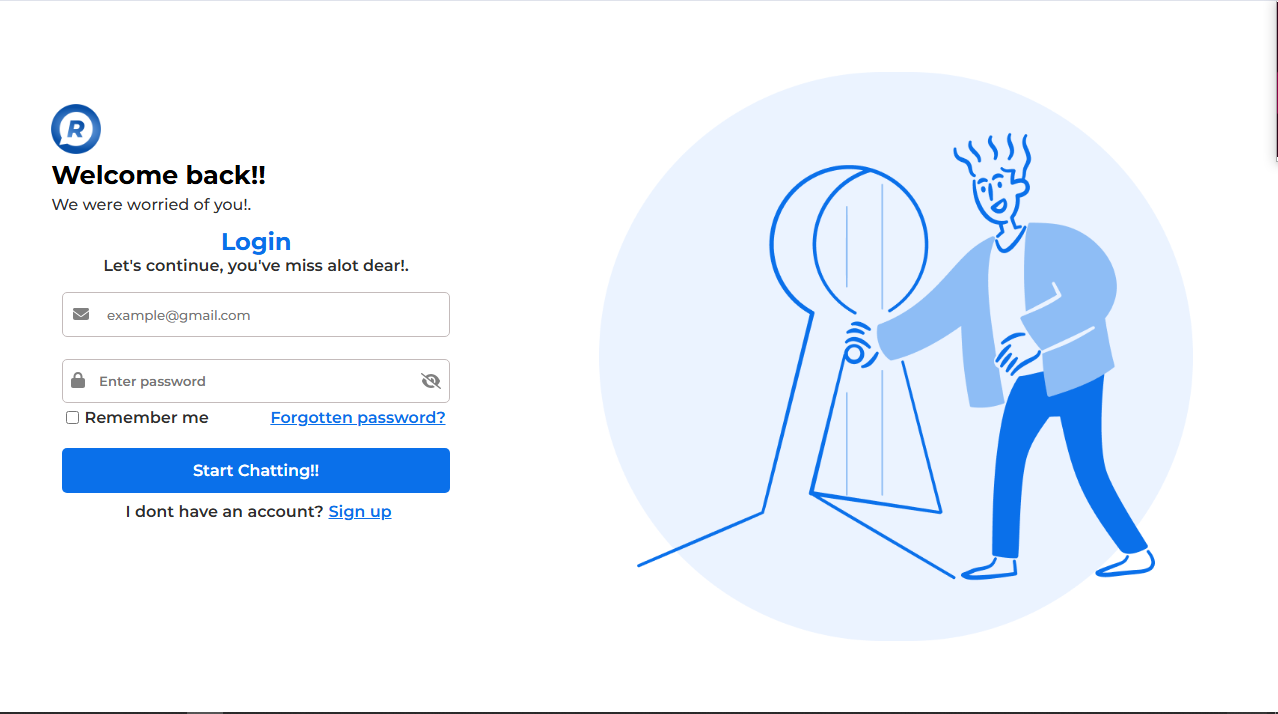 R
Welcome back!!
We were worried of you!.
Login
Let's continue, you've miss alot dear!.
example@gmail.com
Enter password
Remember me Forgotten password?
Start Chatting!!
I dont have an account? Sign up